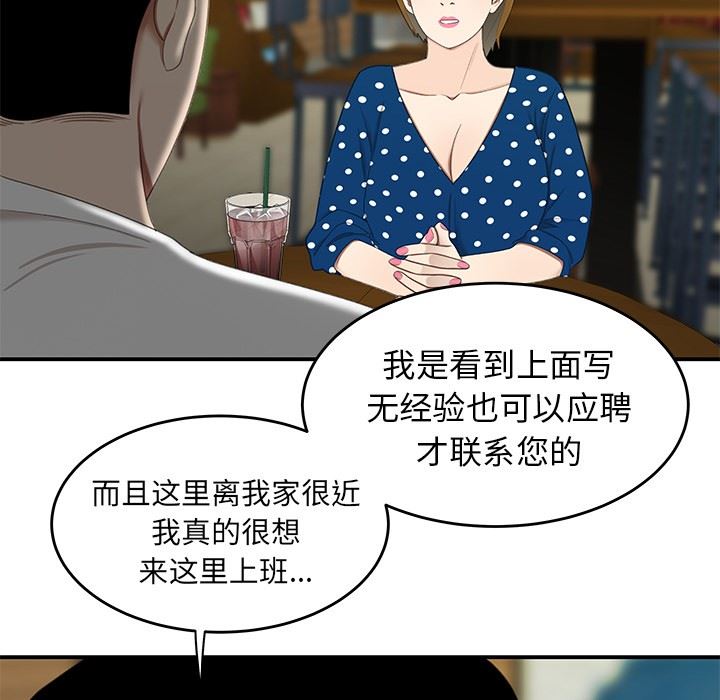 我是看到上面写
无经验也可以应聘
才联系您的
而且这里离我家很近
我真的很想
来这里上班...